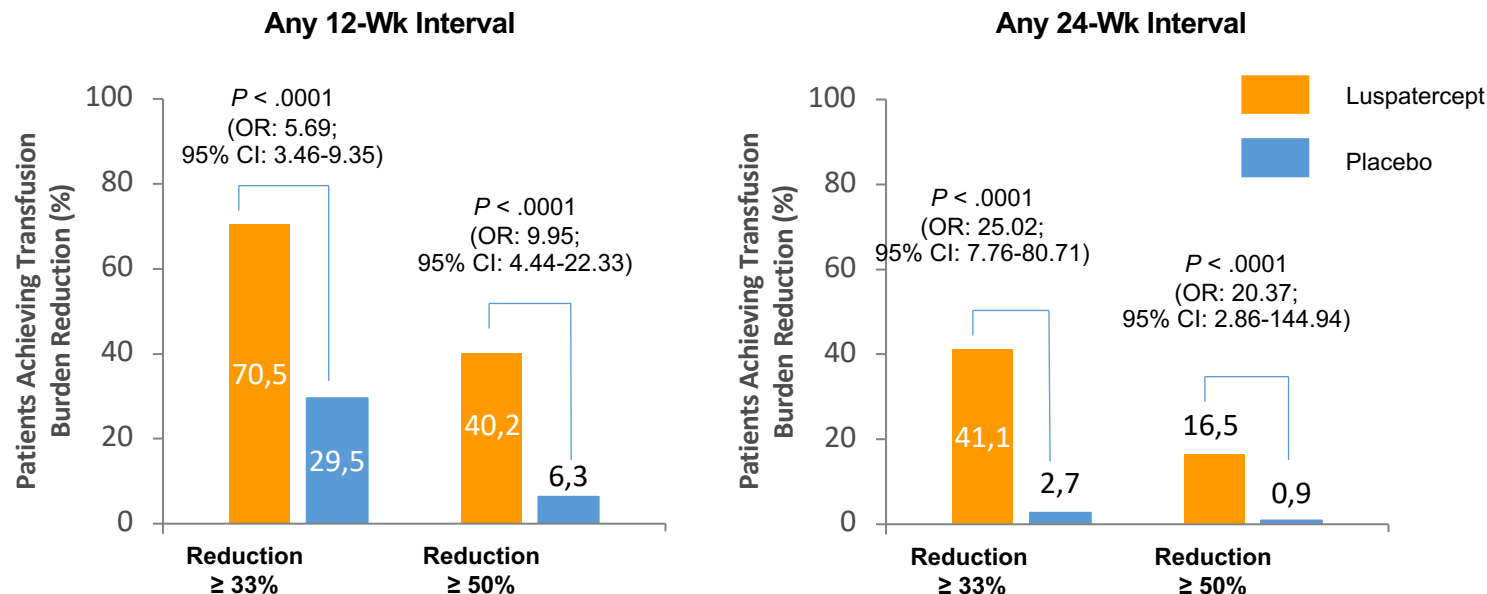 Any 12-Wk Interval
Patients Achieving Transfusion
Burden Reduction (%)
100
80
60
40
20
0
P < .0001
(OR: 5.69;
95% CI: 3.46-9.35)
P < .0001
(OR: 9.95;
95% CI: 4.44-22.33)
70,5
29,5
40,2
6,3
Reduction
≥ 33%
Reduction
≥ 50%
Any 24-Wk Interval
Luspatercept
Placebo
Patients Achieving Transfusion
Burden Reduction (%)
100
80
60
40
20
0
P < .0001
(OR: 25.02;
95% CI: 7.76-80.71)
P < .0001
(OR: 20.37;
95% CI: 2.86-144.94)
41,1
2,7
16,5
0,9
Reduction
≥ 33%
Reduction
≥ 50%